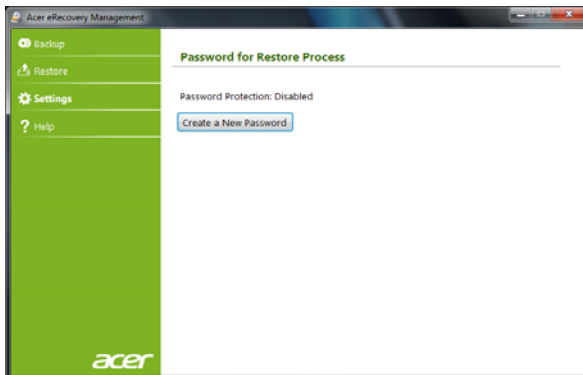 Acer eRecovery Management
Backup
Restore
Settings
Help
Password for Restore Process
Password Protection: Disabled
Create a New Password
acer